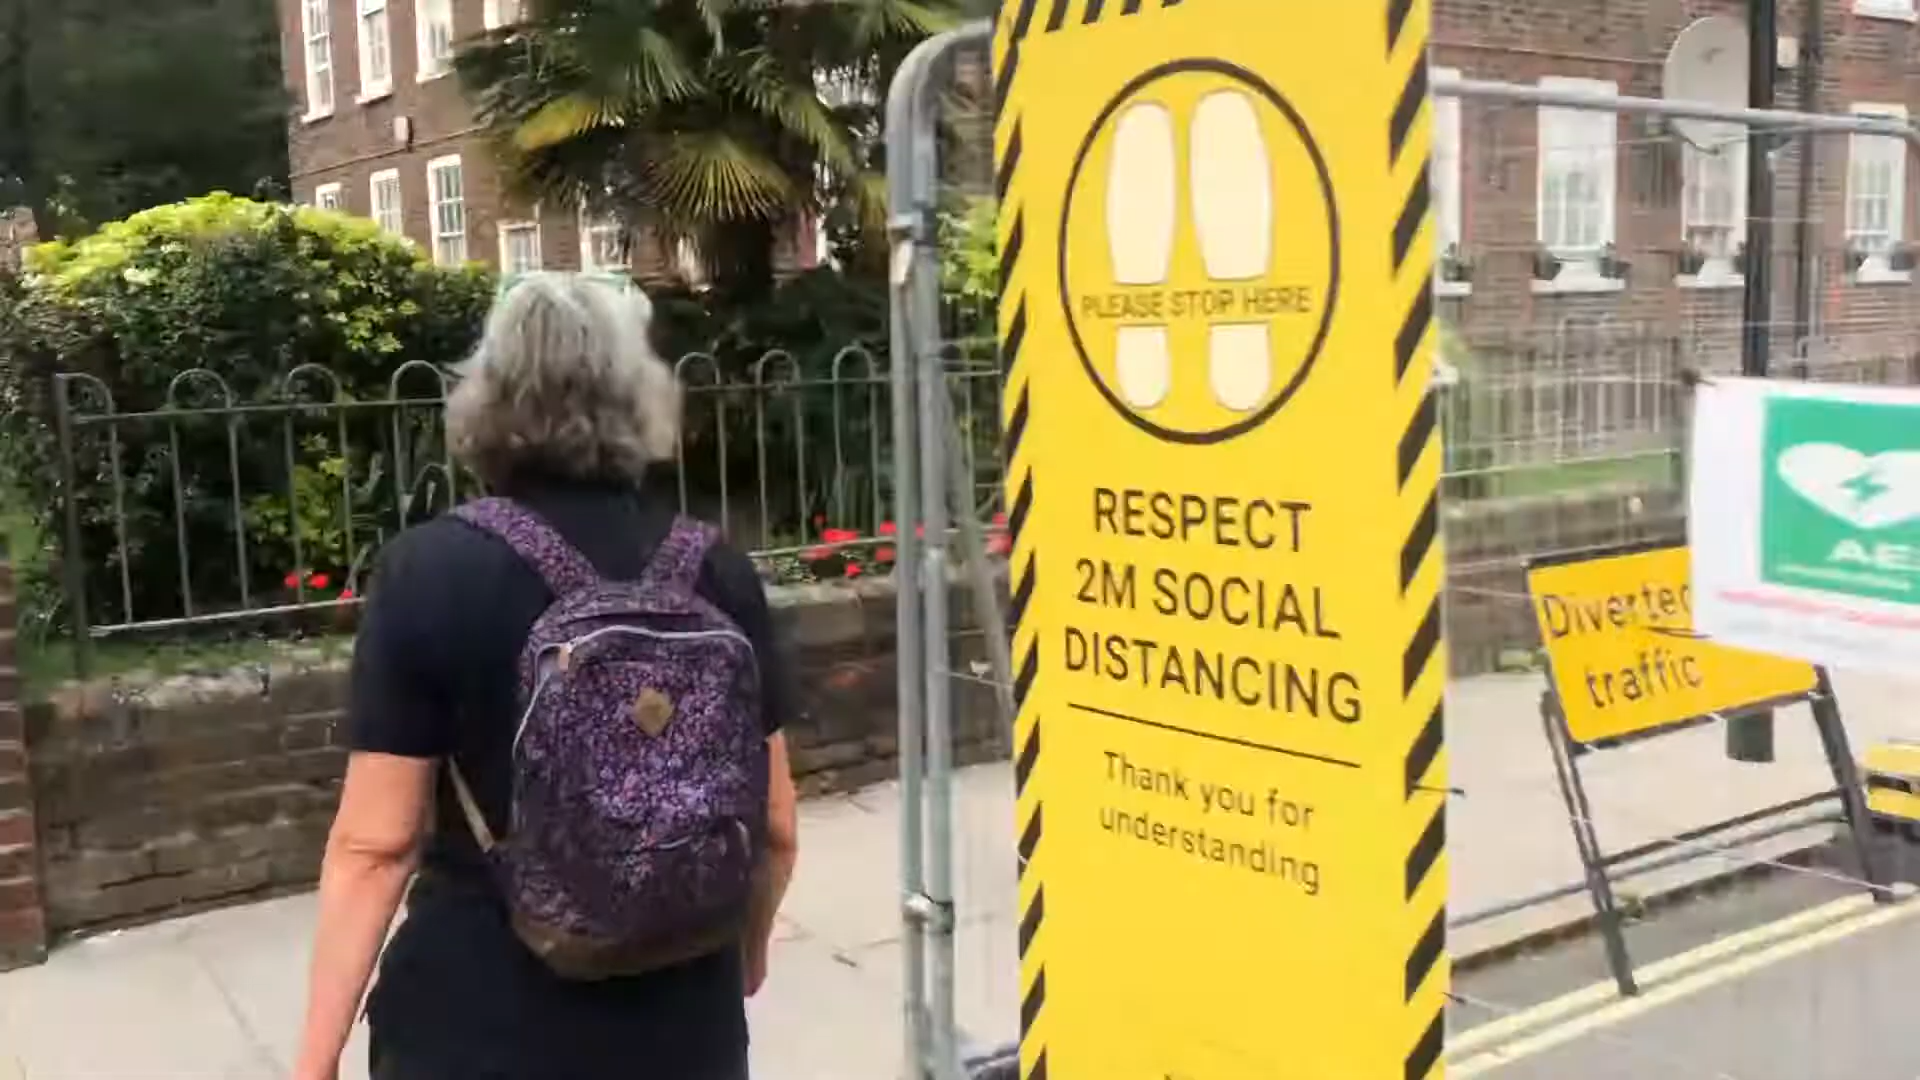 PLEASE STOP HERE
RESPECT
2M SOCIAL
DISTANCING
Thank you for
understanding
Diverted
traffic
AE